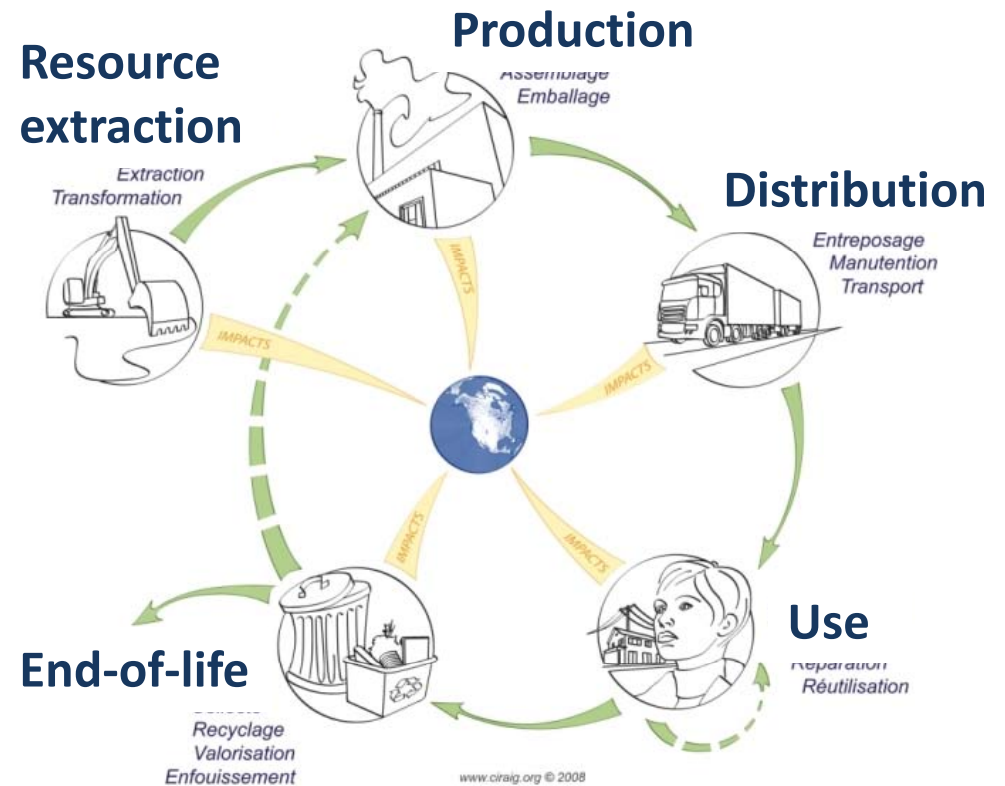 Production
Assemblage
Emballage
Resource
extraction
Extraction
Transformation
Distribution
Entreposage
Manutention
Transport
IMPACTS
IMPACTS
IMPACTS
IMPACTS
IMPACTS
Use
Réparation
Réutilisation
End-of-life
Recyclage
Valorisation
Enfouissement
www.ciraig.org © 2008